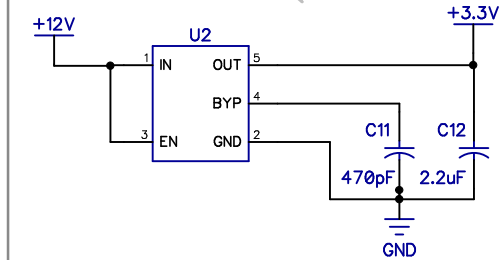 +12V
+3.3V
U2
1 IN OUT 5
BYP 4
3 EN GND 2
C11 C12
470pF 2.2uF
GND